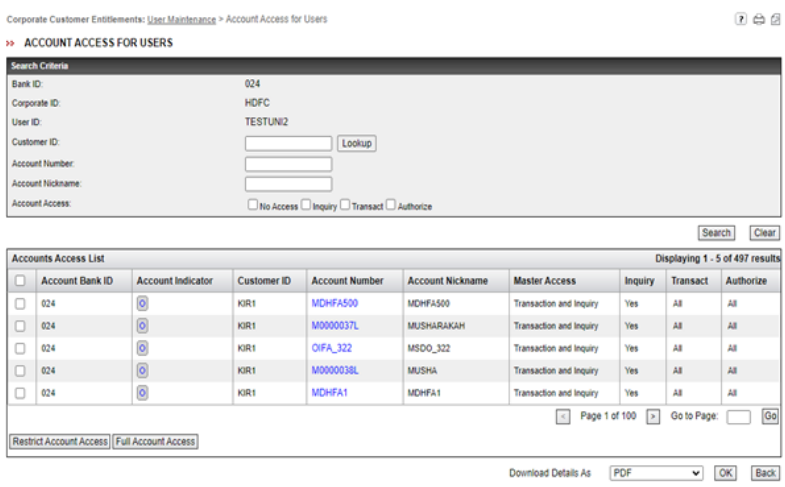 Corporate Customer Entitlements: User Maintenance > Account Access for Users
>> ACCOUNT ACCESS FOR USERS
Search Criteria
Bank ID: 024
Corporate ID: HDFC
User ID: TESTUNI2
Customer ID: Lookup
Account Number:
Account Nickname:
Account Access: No Access Inquiry Transact Authorize
Search Clear
Accounts Access List Displaying 1 - 5 of 497 results
Account Bank ID Account Indicator Customer ID Account Number Account Nickname Master Access Inquiry Transact Authorize
024 O KIR1 MDHFA500 MDHFA500 Transaction and Inquiry Yes All All
024 O KIR1 M0000037L MUSHARAKAH Transaction and Inquiry Yes All All
024 O KIR1 OIFA_322 MSDO_322 Transaction and Inquiry Yes All All
024 O KIR1 M0000038L MUSHA Transaction and Inquiry Yes All All
024 O KIR1 MDHFA1 MDHFA1 Transaction and Inquiry Yes All All
< Page 1 of 100 > Go to Page: Go
Restrict Account Access Full Account Access
Download Details As PDF OK Back